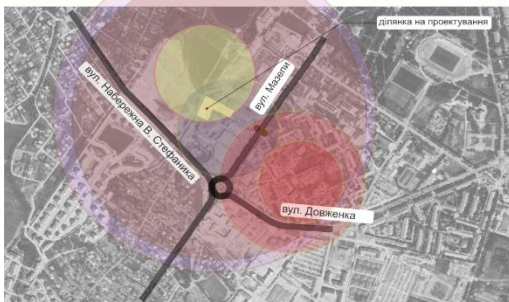 ділянка на проектування
вул. Мазепи
вул. Набережна В. Стефаника
вул. Довженка